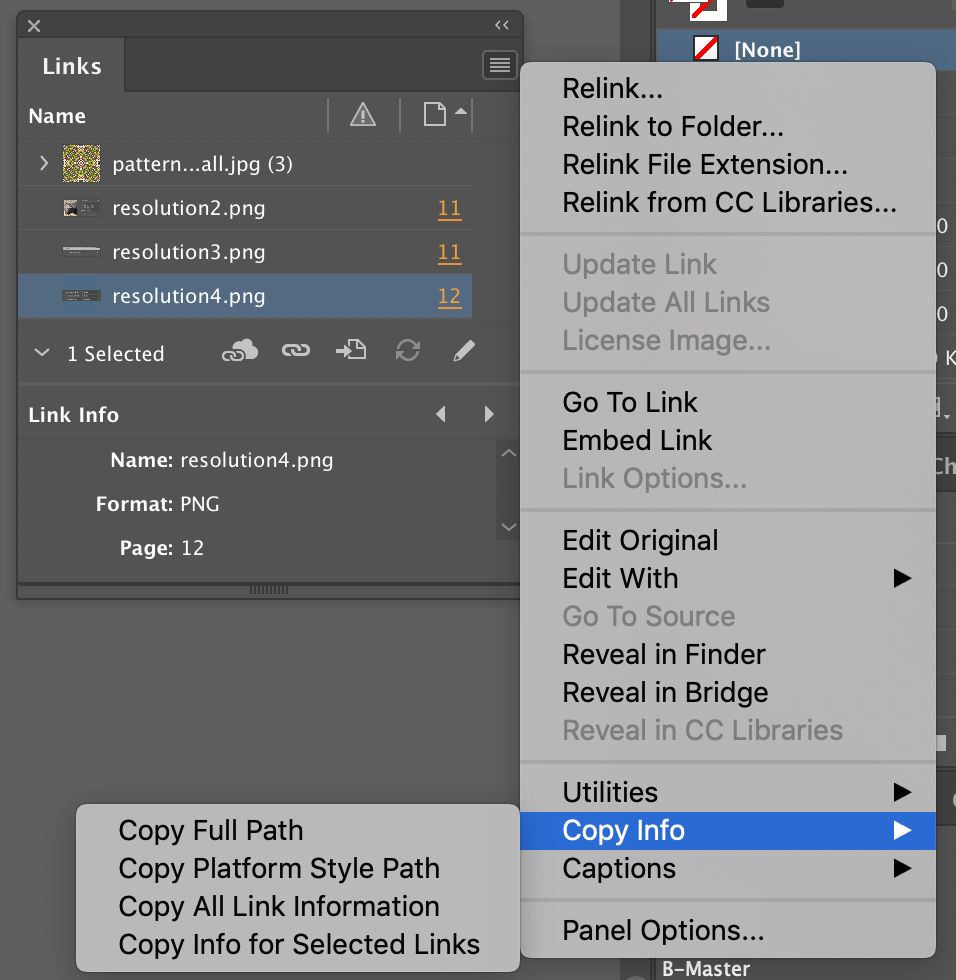 Links
Name
pattern...all.jpg (3)
resolution2.png 11
resolution3.png 11
resolution4.png 12
1 Selected
Link Info
Name: resolution4.png
Format: PNG
Page: 12
[None]
Relink...
Relink to Folder...
Relink File Extension...
Relink from CC Libraries...
Update Link
Update All Links
License Image...
Go To Link
Embed Link
Link Options...
Edit Original
Edit With
Go To Source
Reveal in Finder
Reveal in Bridge
Reveal in CC Libraries
Utilities
Copy Info
Captions
Panel Options...
Copy Full Path
Copy Platform Style Path
Copy All Link Information
Copy Info for Selected Links
0
0
0
K
Ch
B-Master